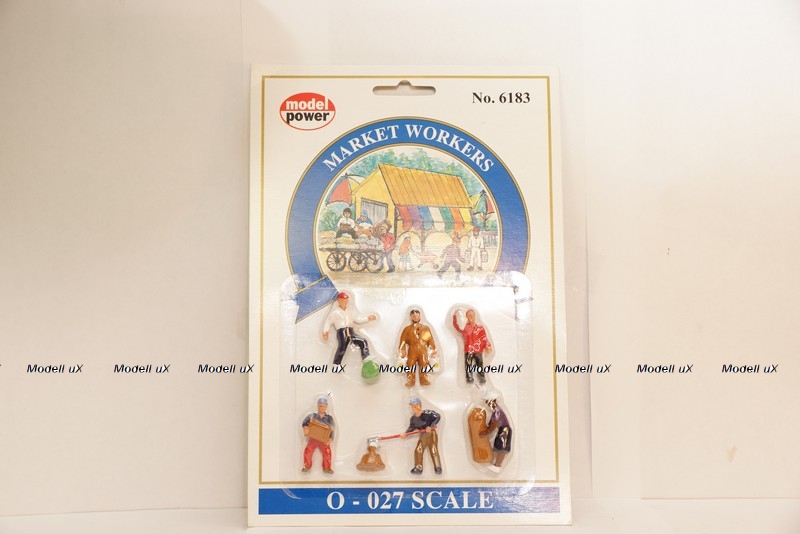 model
power
No. 6183
MARKET WORKERS
Modell uX Modell uX Modell uX Modell uX Modell uX Modell uX Modell uX Modell uX Modell uX
O - 027 SCALE